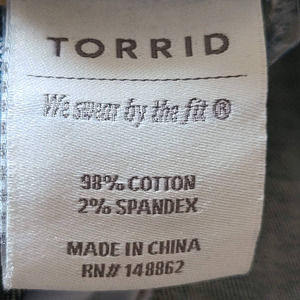 TORRID
We swear by the fit ®
98% COTTON
2% SPANDEX
MADE IN CHINA
RN# 148862